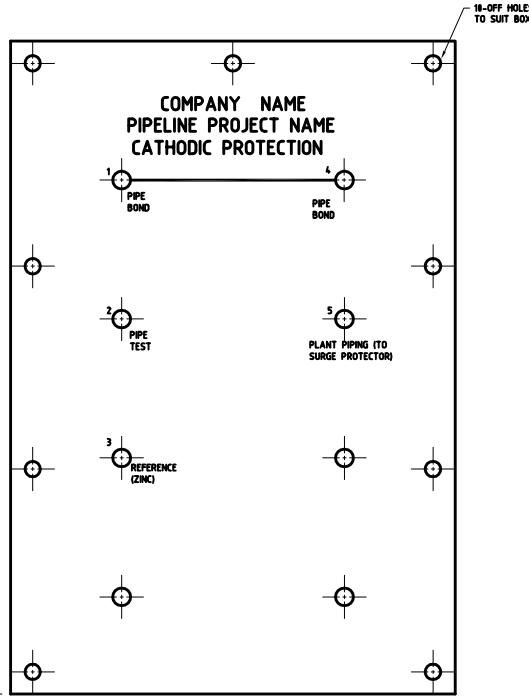 10-OFF HOLES
TO SUIT BOX
COMPANY NAME
PIPELINE PROJECT NAME
CATHODIC PROTECTION
1
PIPE
BOND
4
PIPE
BOND
2
PIPE
TEST
5
PLANT PIPING (TO
SURGE PROTECTOR)
3
REFERENCE
(ZINC)